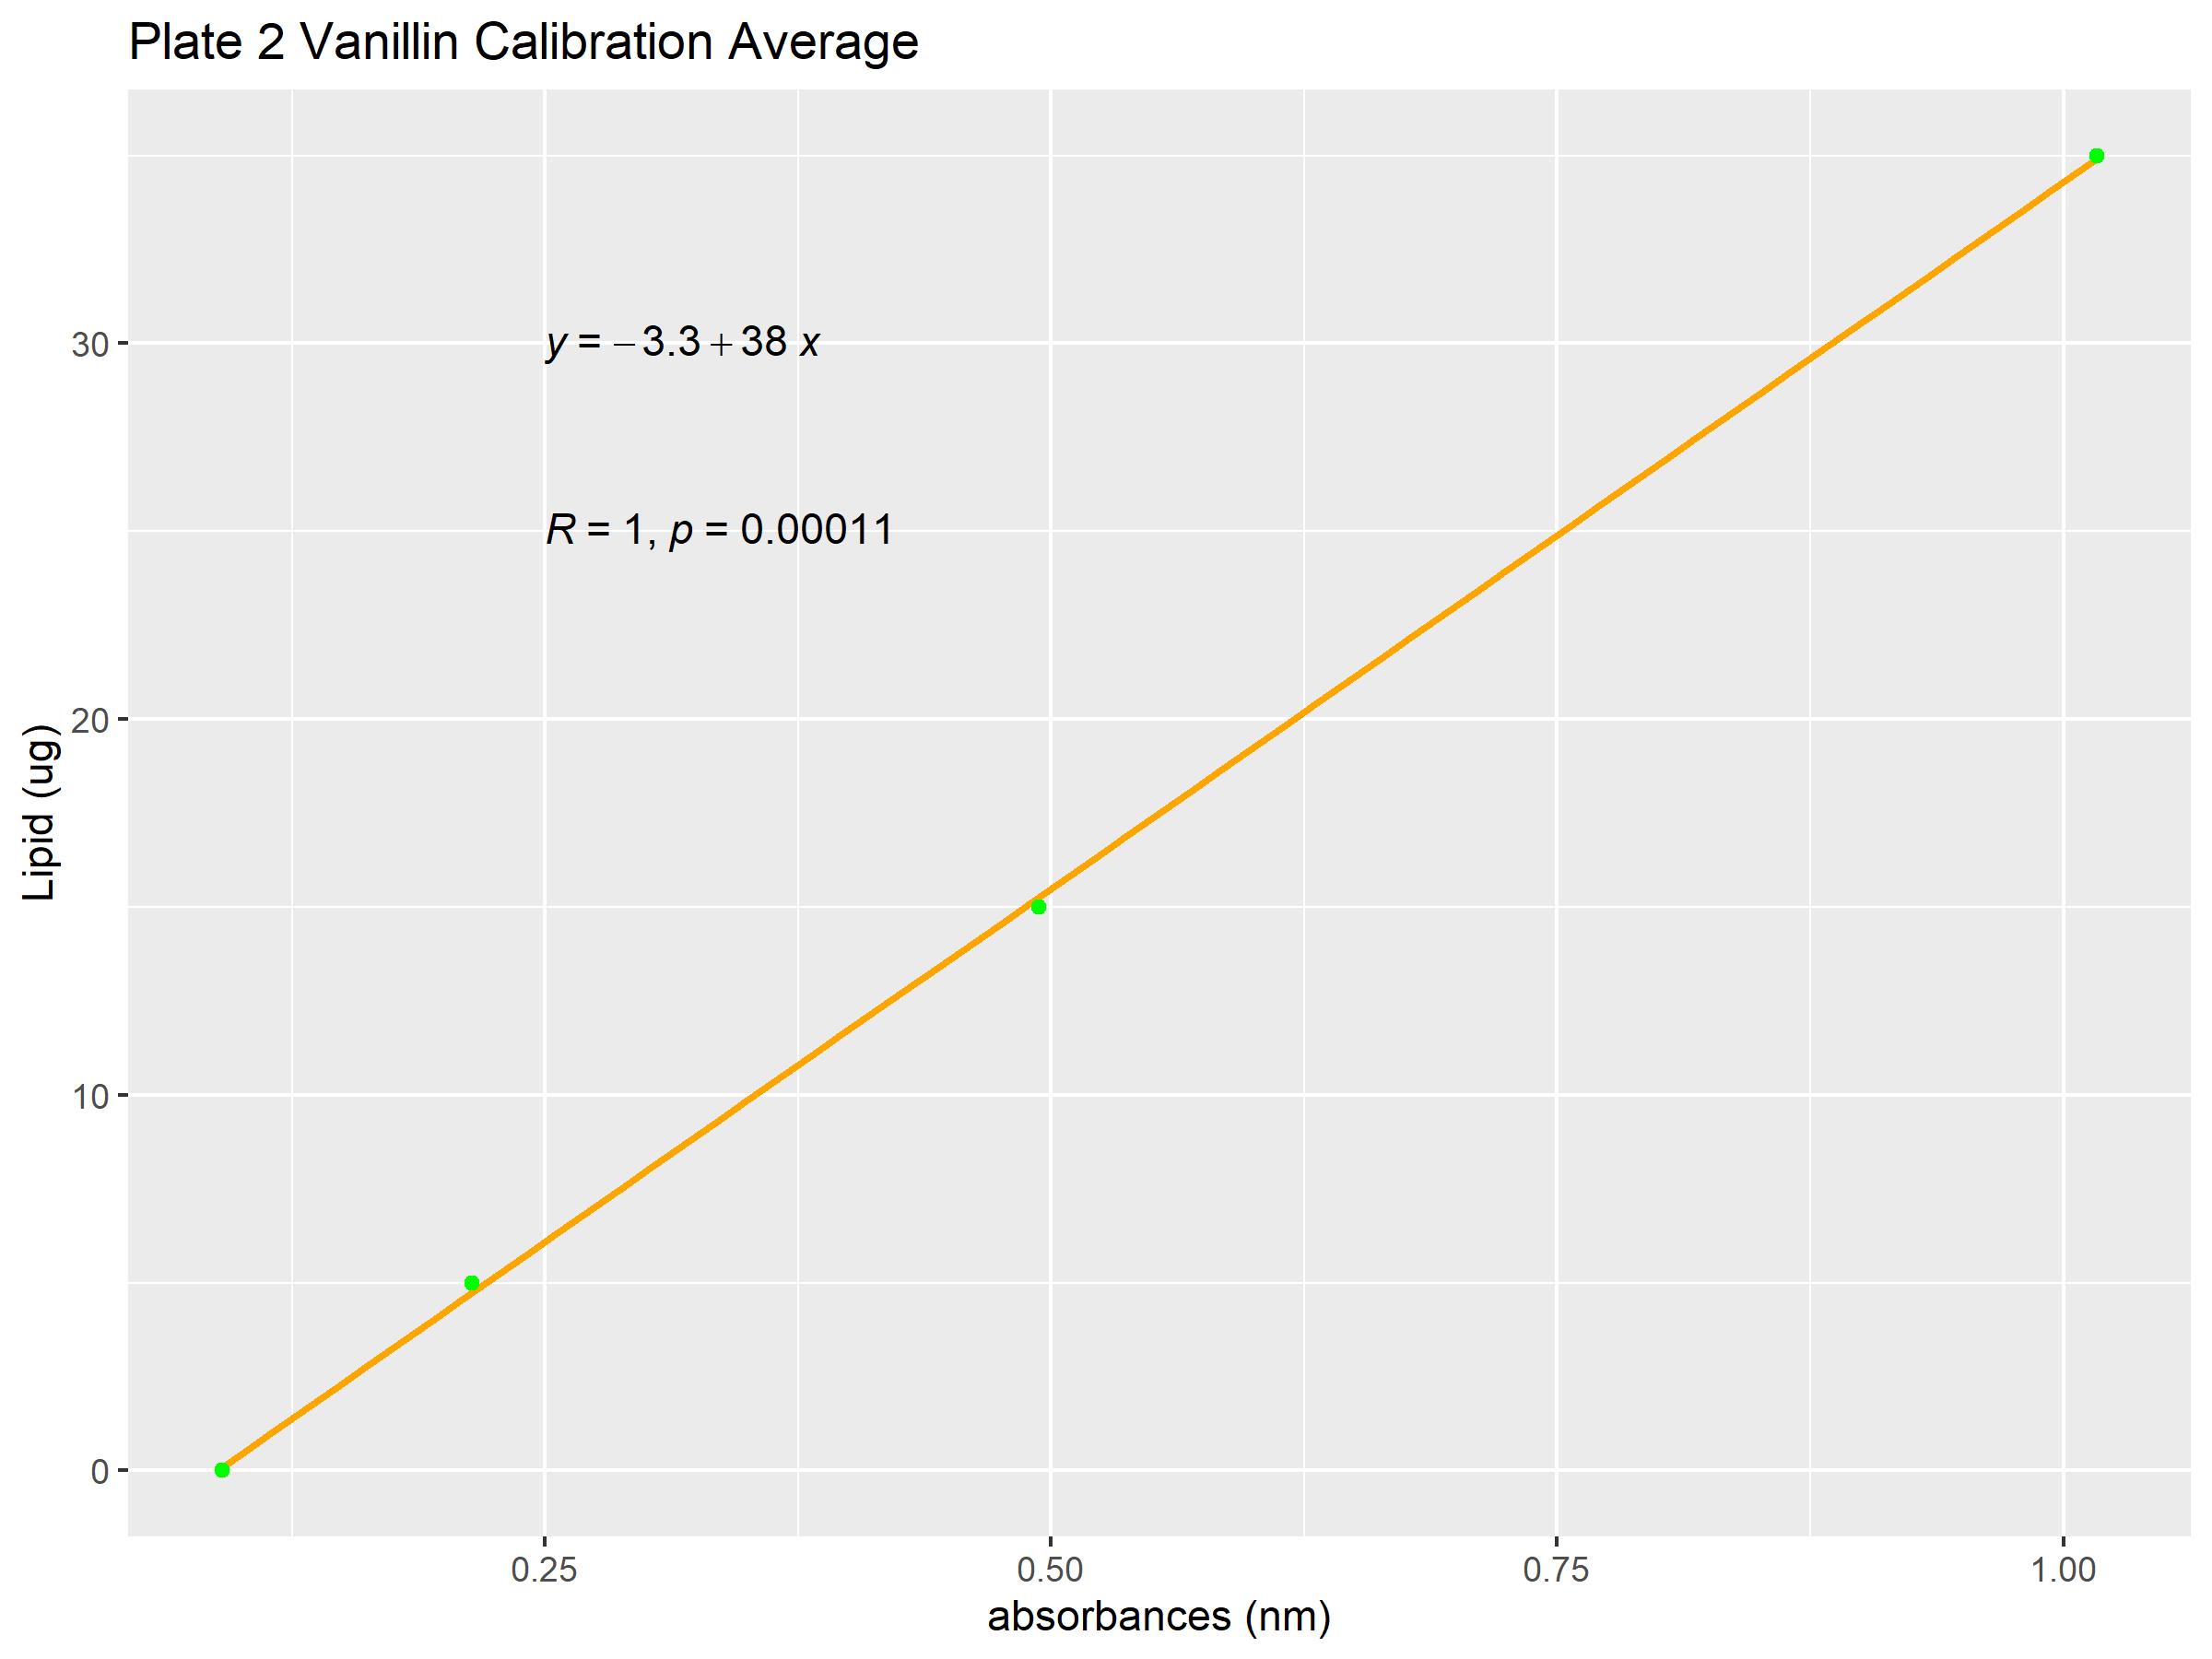 Plate 2 Vanillin Calibration Average
y = −3.3 + 38 x
R = 1, p = 0.00011
Lipid (ug)
30
20
10
0
0.25 0.50 0.75 1.00
absorbances (nm)